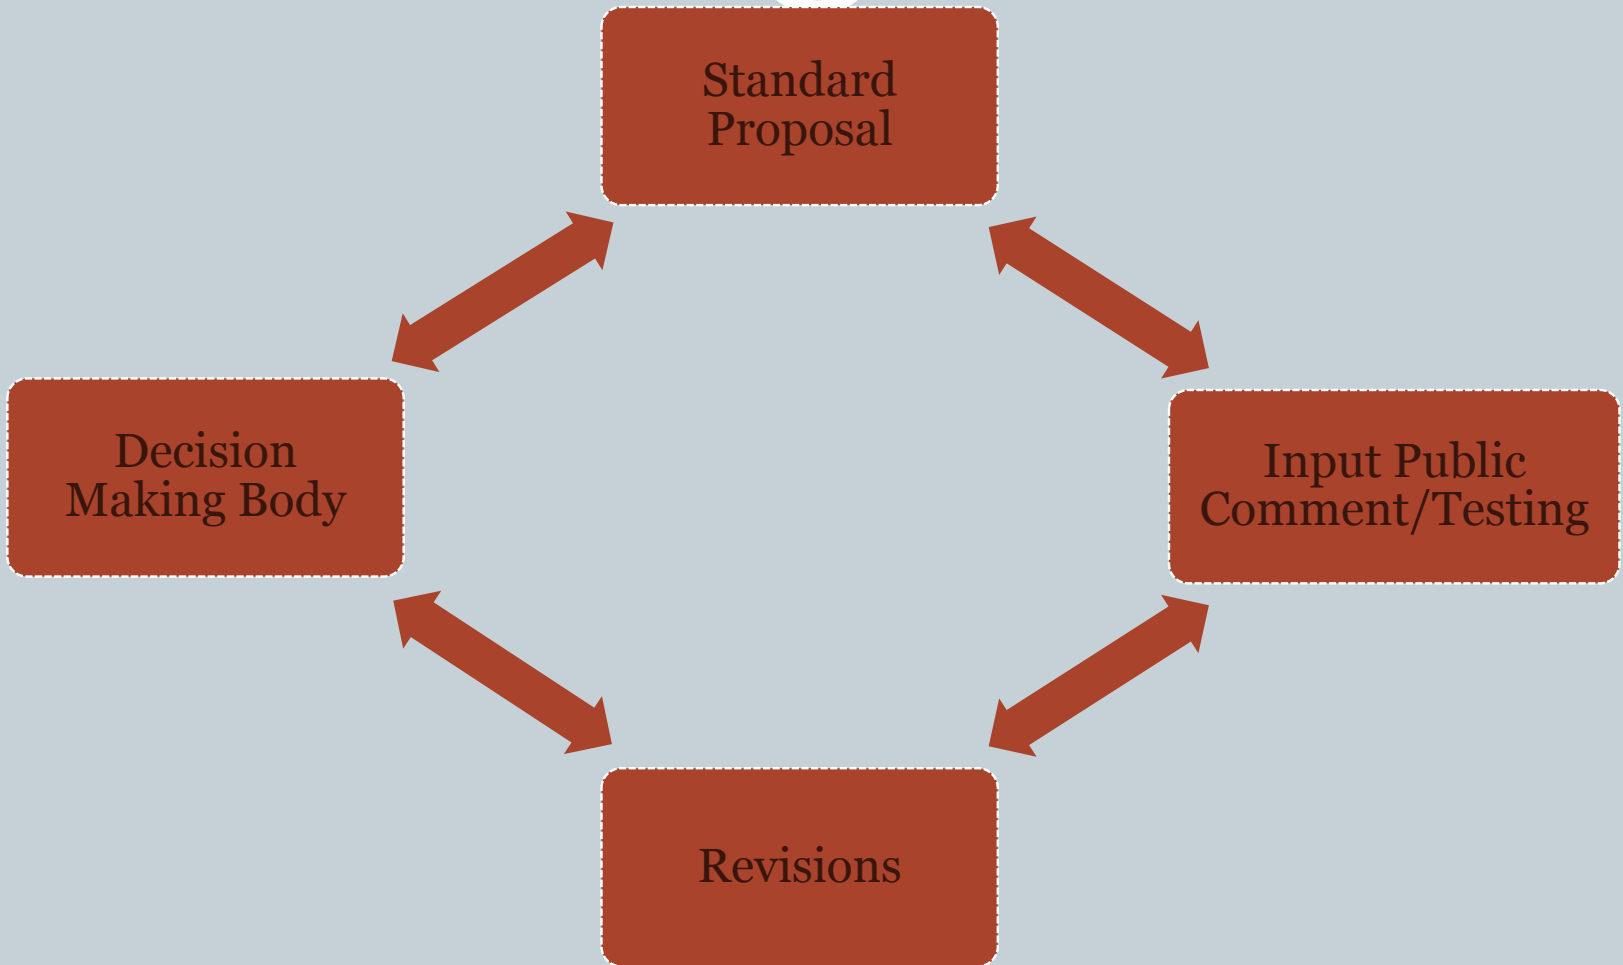 Standard
Proposal
Decision
Making Body
Input Public
Comment/Testing
Revisions